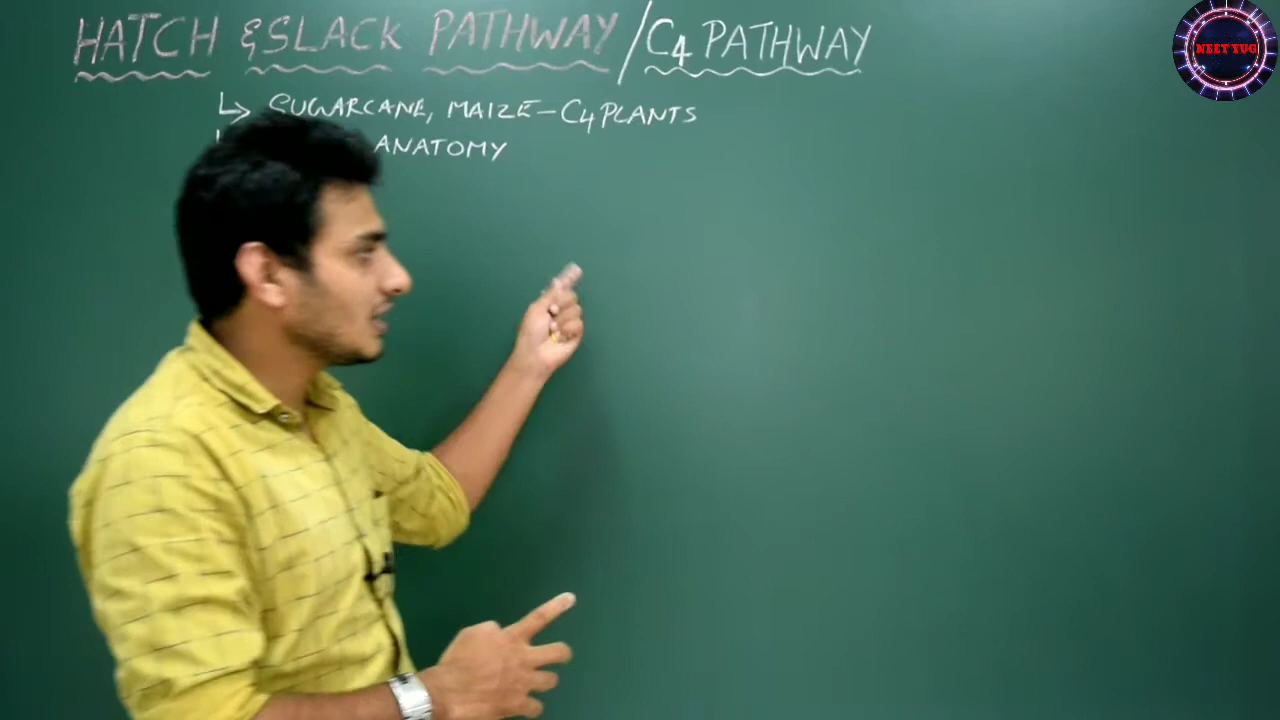 HATCH & SLACK PATHWAY / C4 PATHWAY
NEET YUG
↳ SUGARCANE, MAIZE - C4 PLANTS
ANATOMY